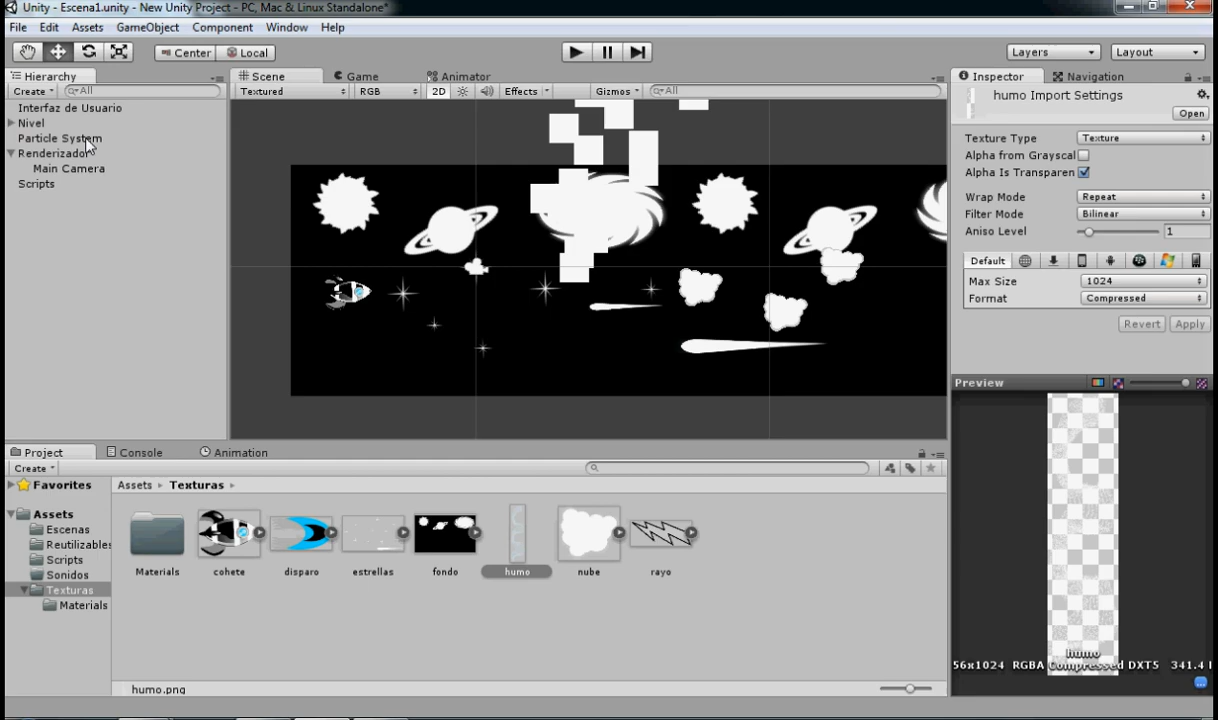 Unity - Escena1.unity - New Unity Project - PC, Mac & Linux Standalone*
File Edit Assets GameObject Component Window Help
Center Local Layers Layout
Hierarchy
Create All
Interfaz de Usuario
Nivel
Particle System
Renderizador
Main Camera
Scripts
Scene Game Animator
Textured RGB 2D Effects Gizmos All
Inspector Navigation
humo Import Settings
Open
Texture Type Texture
Alpha from Grayscal
Alpha Is Transparen
Wrap Mode Repeat
Filter Mode Bilinear
Aniso Level 1
Default
Max Size 1024
Format Compressed
Revert Apply
Preview
humo
56x1024 RGBA Compressed DXT5 341.4
Project Console Animation
Create
Favorites
Assets
Escenas
Reutilizables
Scripts
Sonidos
Texturas
Materials
Assets Texturas
Materials cohete disparo estrellas fondo humo nube rayo
humo.png